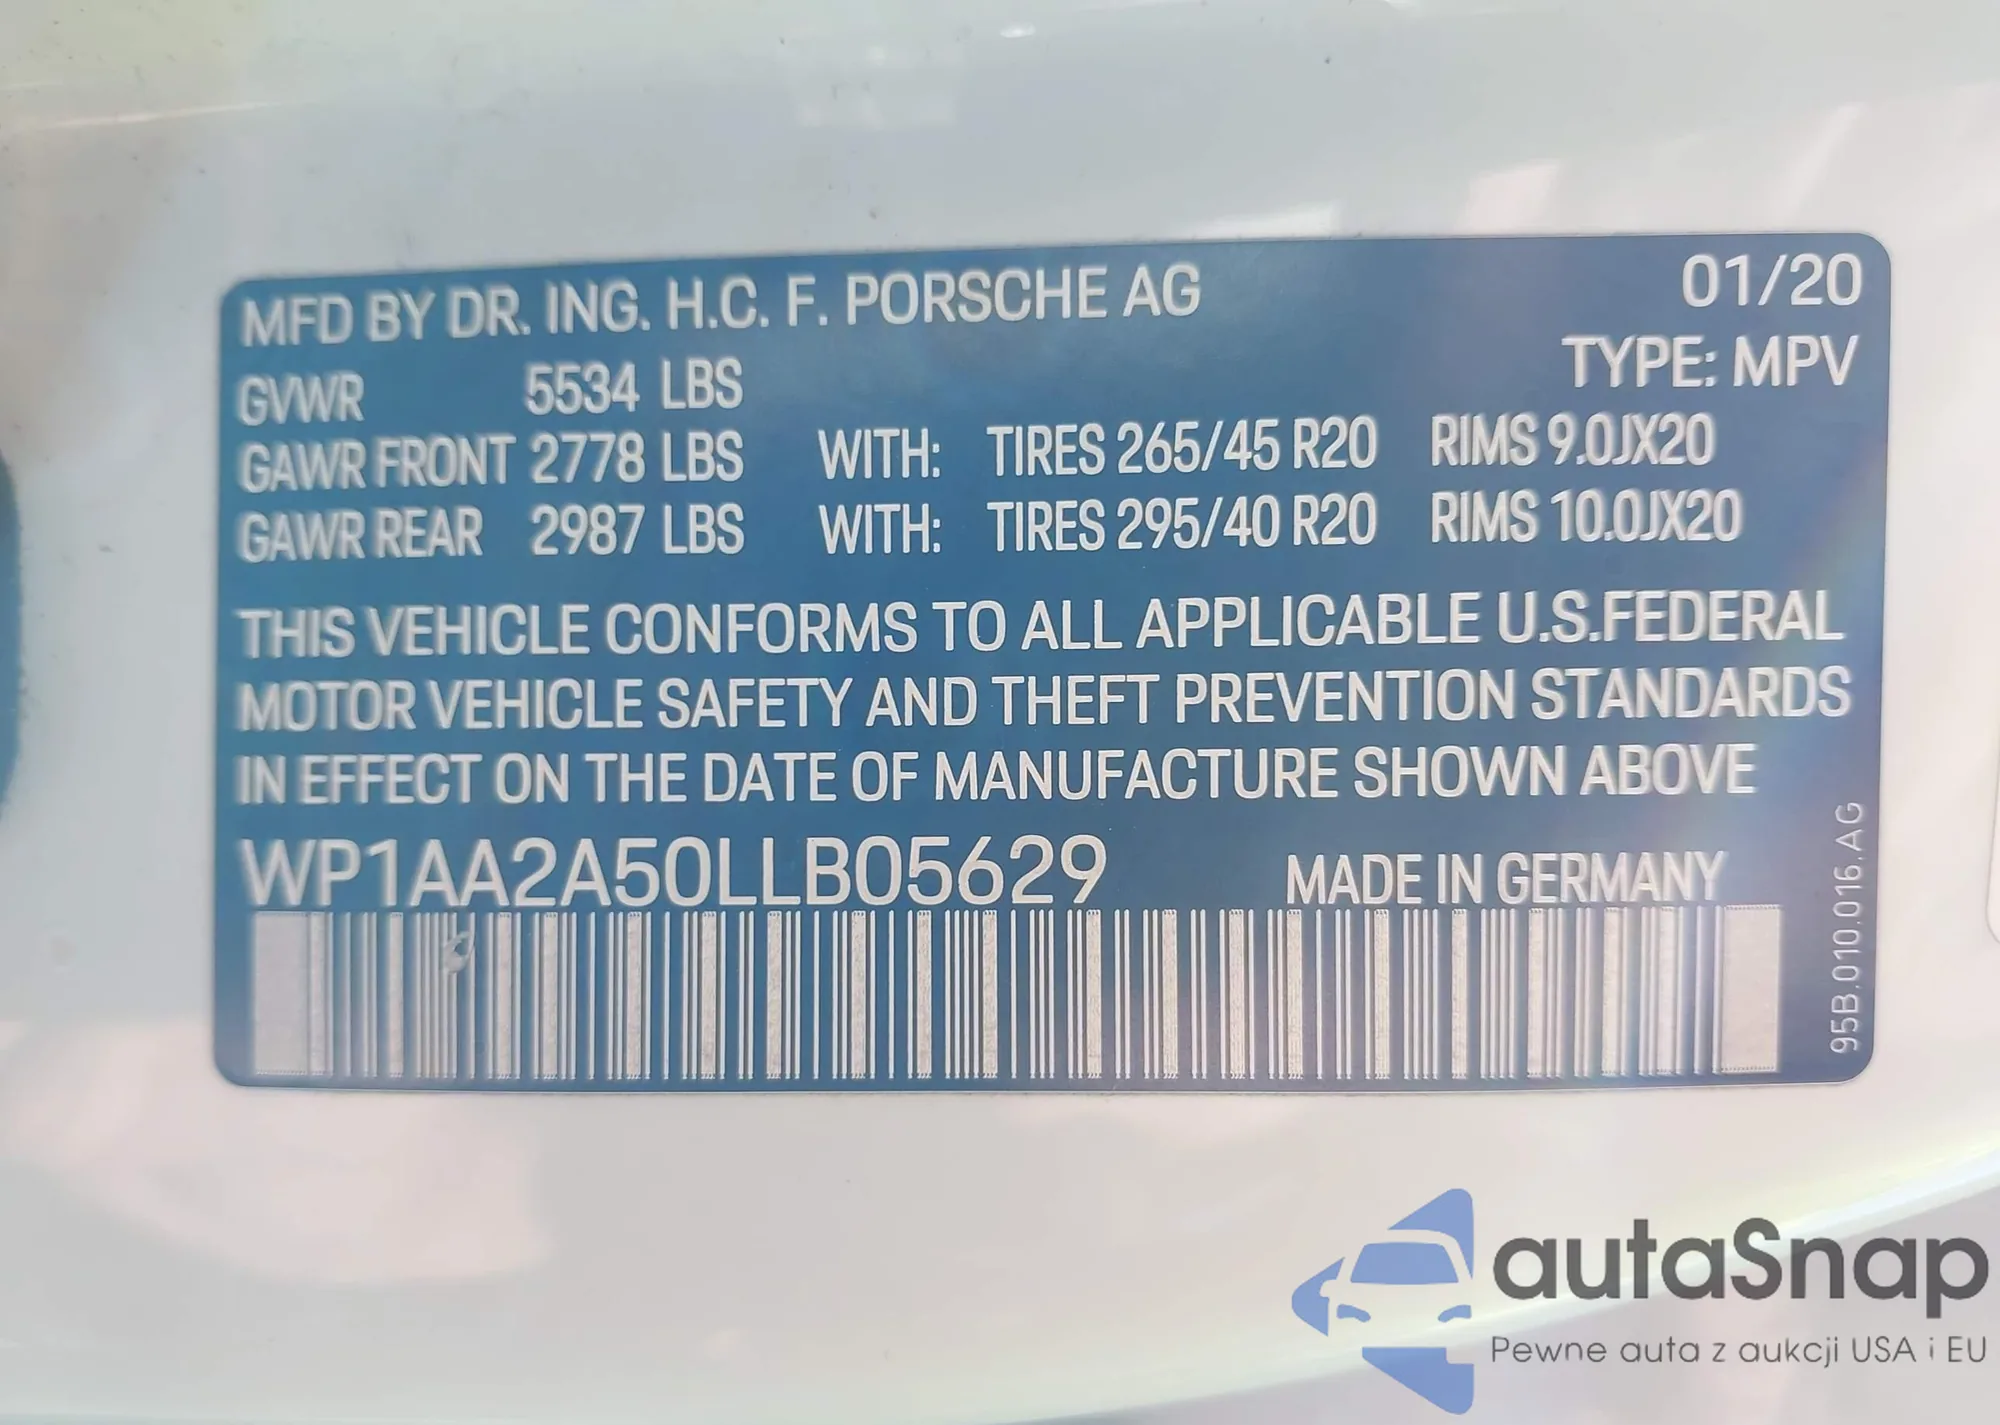 MFD BY DR. ING. H.C. F. PORSCHE AG 01/20
TYPE: MPV
GVWR 5534 LBS
GAWR FRONT 2778 LBS WITH: TIRES 265/45 R20 RIMS 9.0JX20
GAWR REAR 2987 LBS WITH: TIRES 295/40 R20 RIMS 10.0JX20
THIS VEHICLE CONFORMS TO ALL APPLICABLE U.S.FEDERAL
MOTOR VEHICLE SAFETY AND THEFT PREVENTION STANDARDS
IN EFFECT ON THE DATE OF MANUFACTURE SHOWN ABOVE
WP1AA2A50LLB05629 MADE IN GERMANY
95B.010.016.AG
autaSnap
Pewne auta z aukcji USA i EU